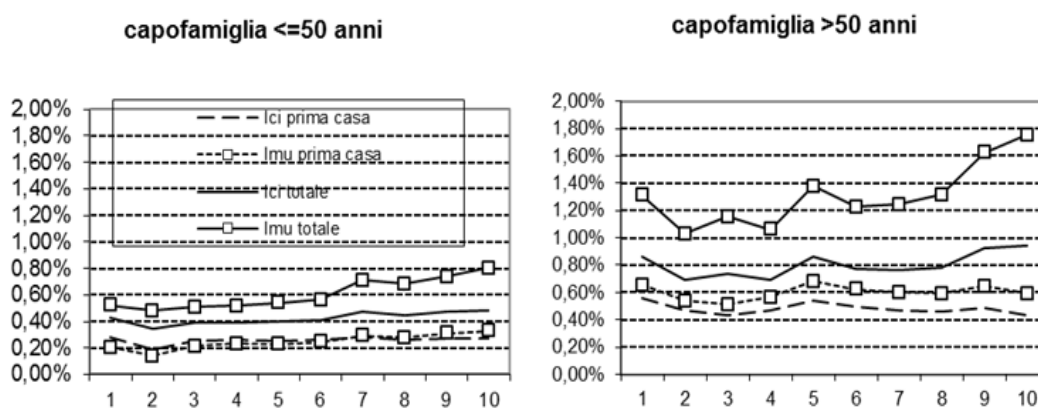 capofamiglia <=50 anni
2,00%
1,80%
1,60%
1,40%
1,20%
1,00%
0,80%
0,60%
0,40%
0,20%
0,00%
Ici prima casa
Imu prima casa
Ici totale
Imu totale
1 2 3 4 5 6 7 8 9 10
capofamiglia >50 anni
2,00%
1,80%
1,60%
1,40%
1,20%
1,00%
0,80%
0,60%
0,40%
0,20%
0,00%
1 2 3 4 5 6 7 8 9 10